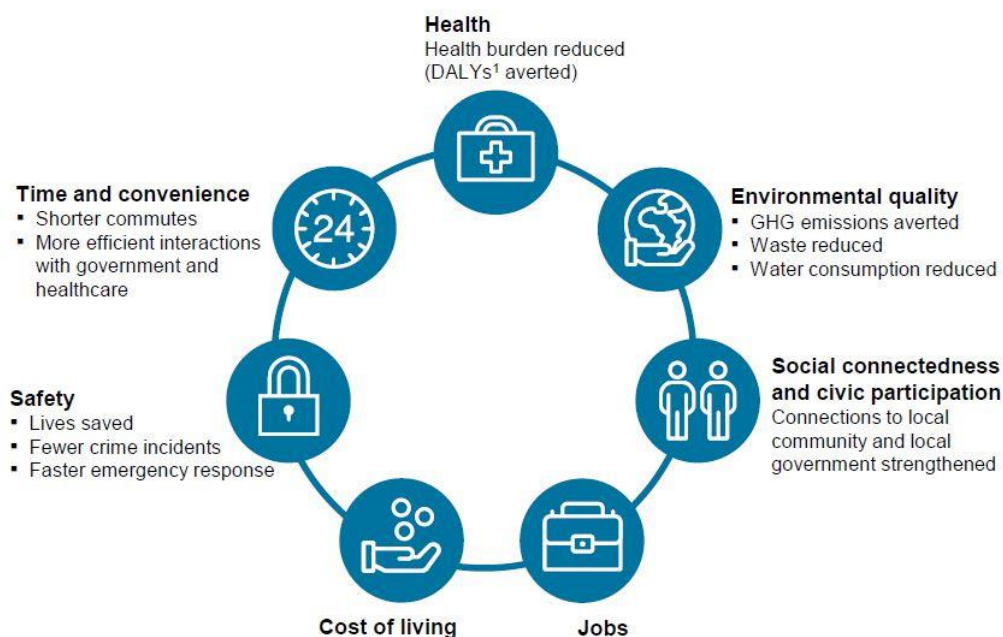 Health
Health burden reduced
(DALYs¹ averted)
Time and convenience
▪ Shorter commutes
▪ More efficient interactions
with government and
healthcare
24
Environmental quality
▪ GHG emissions averted
▪ Waste reduced
▪ Water consumption reduced
Safety
▪ Lives saved
▪ Fewer crime incidents
▪ Faster emergency response
Social connectedness
and civic participation
Connections to local
community and local
government strengthened
Cost of living
Jobs